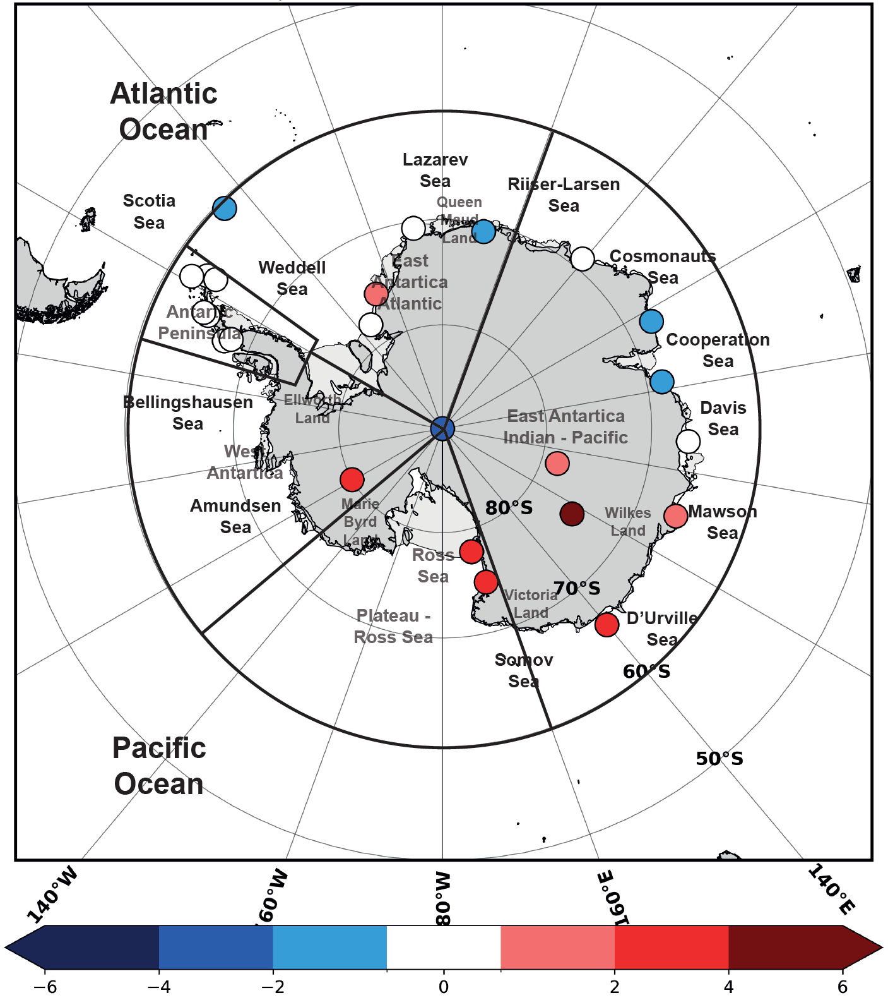 Atlantic
Ocean
Scotia
Sea
Lazarev
Sea
Riiser-Larsen
Sea
Queen
Maud
Land
Weddell
Sea
East
Antartica
Atlantic
Cosmonauts
Sea
Antartic
Peninsula
Cooperation
Sea
Bellingshausen
Sea
Ellworth
Land
East Antartica
Indian - Pacific
Davis
Sea
West
Antartica
Amundsen
Sea
Marie
Byrd
Land
80°S
Wilkes
Land
Mawson
Sea
Ross
Sea
70°S
Victoria
Land
Plateau -
Ross Sea
D’Urville
Sea
Somov
Sea
60°S
Pacific
Ocean
50°S
140°W
60°W
80°W
160°E
140°E
−6 −4 −2 0 2 4 6